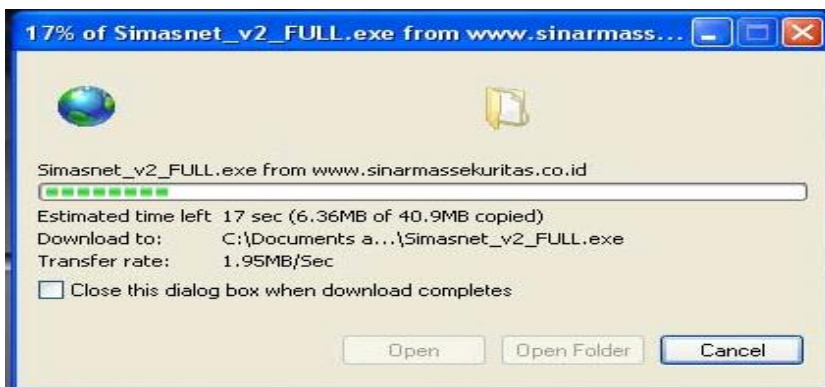 17% of Simasnet_v2_FULL.exe from www.sinarmass...
Simasnet_v2_FULL.exe from www.sinarmassekuritas.co.id
Estimated time left 17 sec (6.36MB of 40.9MB copied)
Download to: C:\Documents a...\Simasnet_v2_FULL.exe
Transfer rate: 1.95MB/Sec
Close this dialog box when download completes
Open Open Folder Cancel